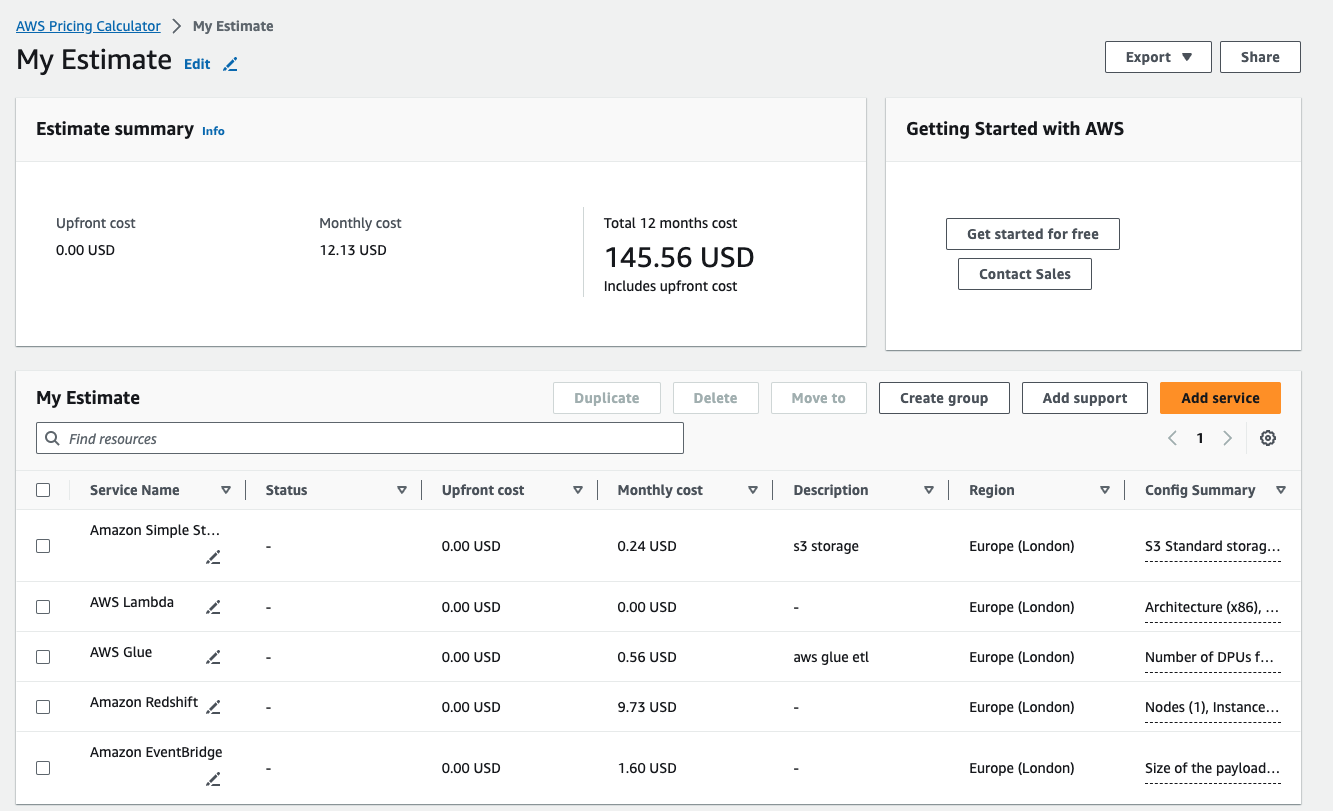 AWS Pricing Calculator > My Estimate
My Estimate Edit
Export ▼ Share
Estimate summary Info
Getting Started with AWS
Upfront cost Monthly cost Total 12 months cost
0.00 USD 12.13 USD 145.56 USD
Includes upfront cost
Get started for free
Contact Sales
My Estimate Duplicate Delete Move to Create group Add support Add service
Find resources 1
Service Name Status Upfront cost Monthly cost Description Region Config Summary
Amazon Simple St... - 0.00 USD 0.24 USD s3 storage Europe (London) S3 Standard storag...
AWS Lambda - 0.00 USD 0.00 USD - Europe (London) Architecture (x86), ...
AWS Glue - 0.00 USD 0.56 USD aws glue etl Europe (London) Number of DPUs f...
Amazon Redshift - 0.00 USD 9.73 USD - Europe (London) Nodes (1), Instance...
Amazon EventBridge - 0.00 USD 1.60 USD - Europe (London) Size of the payload...